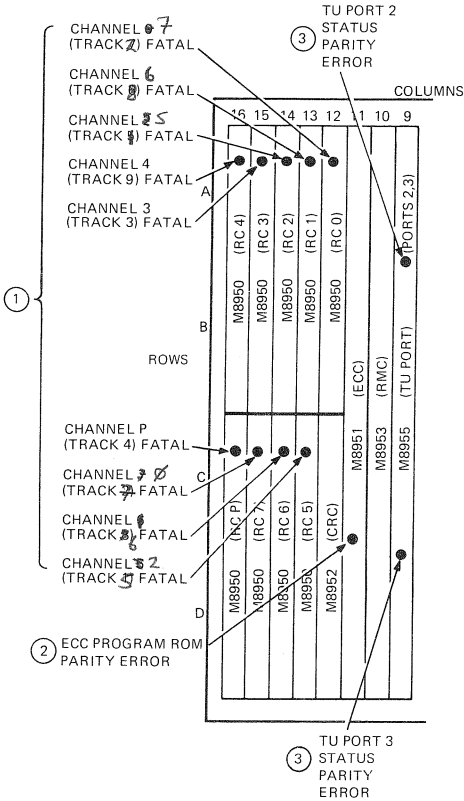 TU PORT 2
STATUS
PARITY
ERROR
3
COLUMNS
CHANNEL 7
(TRACK 2) FATAL
CHANNEL 6
(TRACK FATAL
CHANNEL 5
(TRACK FATAL
CHANNEL 4
(TRACK 9) FATAL
CHANNEL 3
(TRACK 3) FATAL
1
16 15 14 13 12 11 10 9
A
B
ROWS
C
D
M8950 (RC 4)
M8950 (RC 3)
M8950 (RC 2)
M8950 (RC 1)
M8950 (RC 0)
M8951 (ECC)
M8953 (RMC)
M8955 (TU PORT) (PORTS 2,3)
CHANNEL P
(TRACK 4) FATAL
CHANNEL 0
(TRACK FATAL
CHANNEL
(TRACK 6 FATAL
CHANNEL 2
(TRACK 5) FATAL
M8950 (RC P)
M8950 (RC 7)
M8950 (RC 6)
M8950 (RC 5)
M8952 (CRC)
2
ECC PROGRAM ROM
PARITY ERROR
3
TU PORT 3
STATUS
PARITY
ERROR